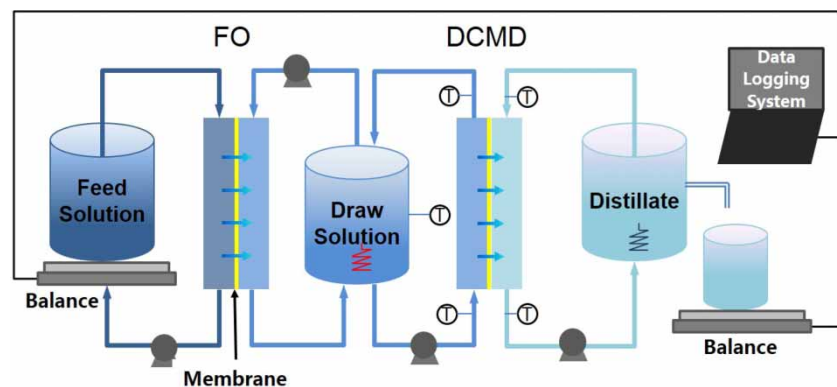 FO
DCMD
Data
Logging
System
T
T
Feed
Solution
Draw
Solution
T
Distillate
Balance
T
T
Membrane
Balance